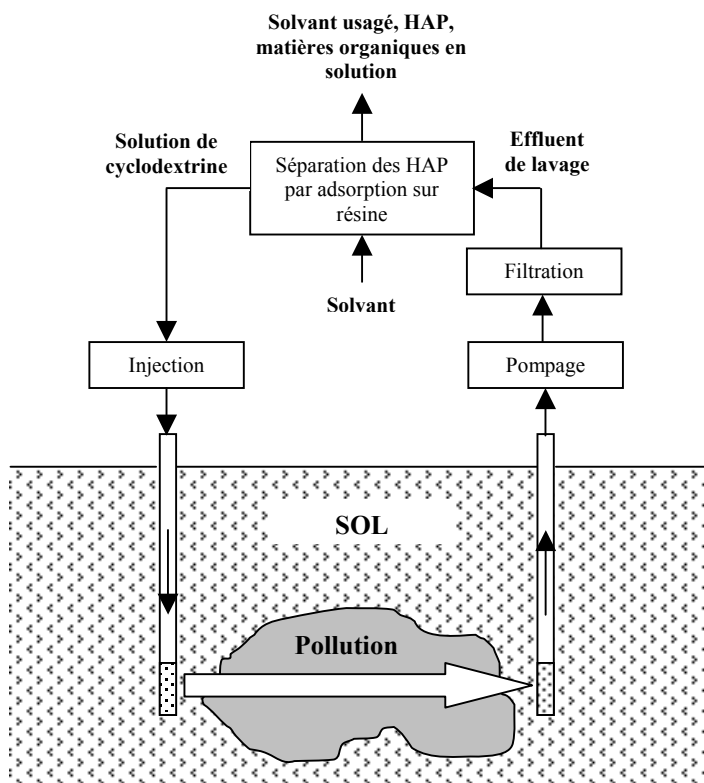 Solvant usagé, HAP,
matières organiques en
solution
Solution de
cyclodextrine
Séparation des HAP
par adsorption sur
résine
Effluent
de lavage
Filtration
Solvant
Injection
Pompage
SOL
Pollution